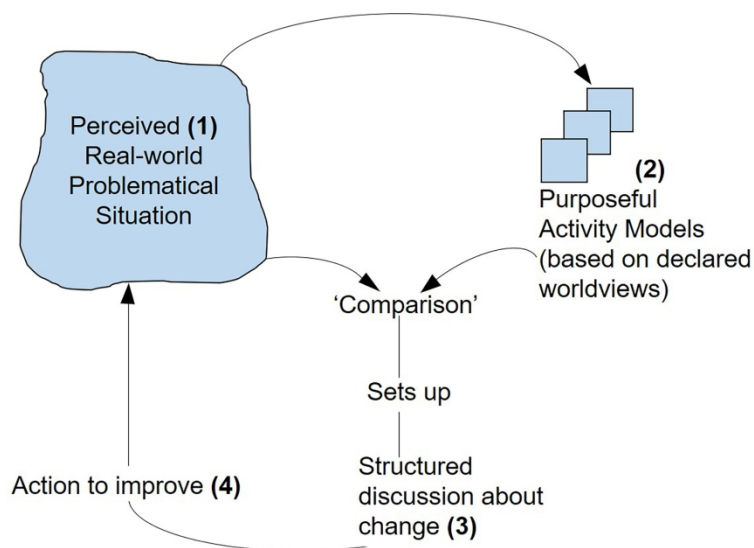 Perceived (1)
Real-world
Problematical
Situation
(2)
Purposeful
Activity Models
(based on declared
worldviews)
‘Comparison’
Sets up
Structured
discussion about
change (3)
Action to improve (4)